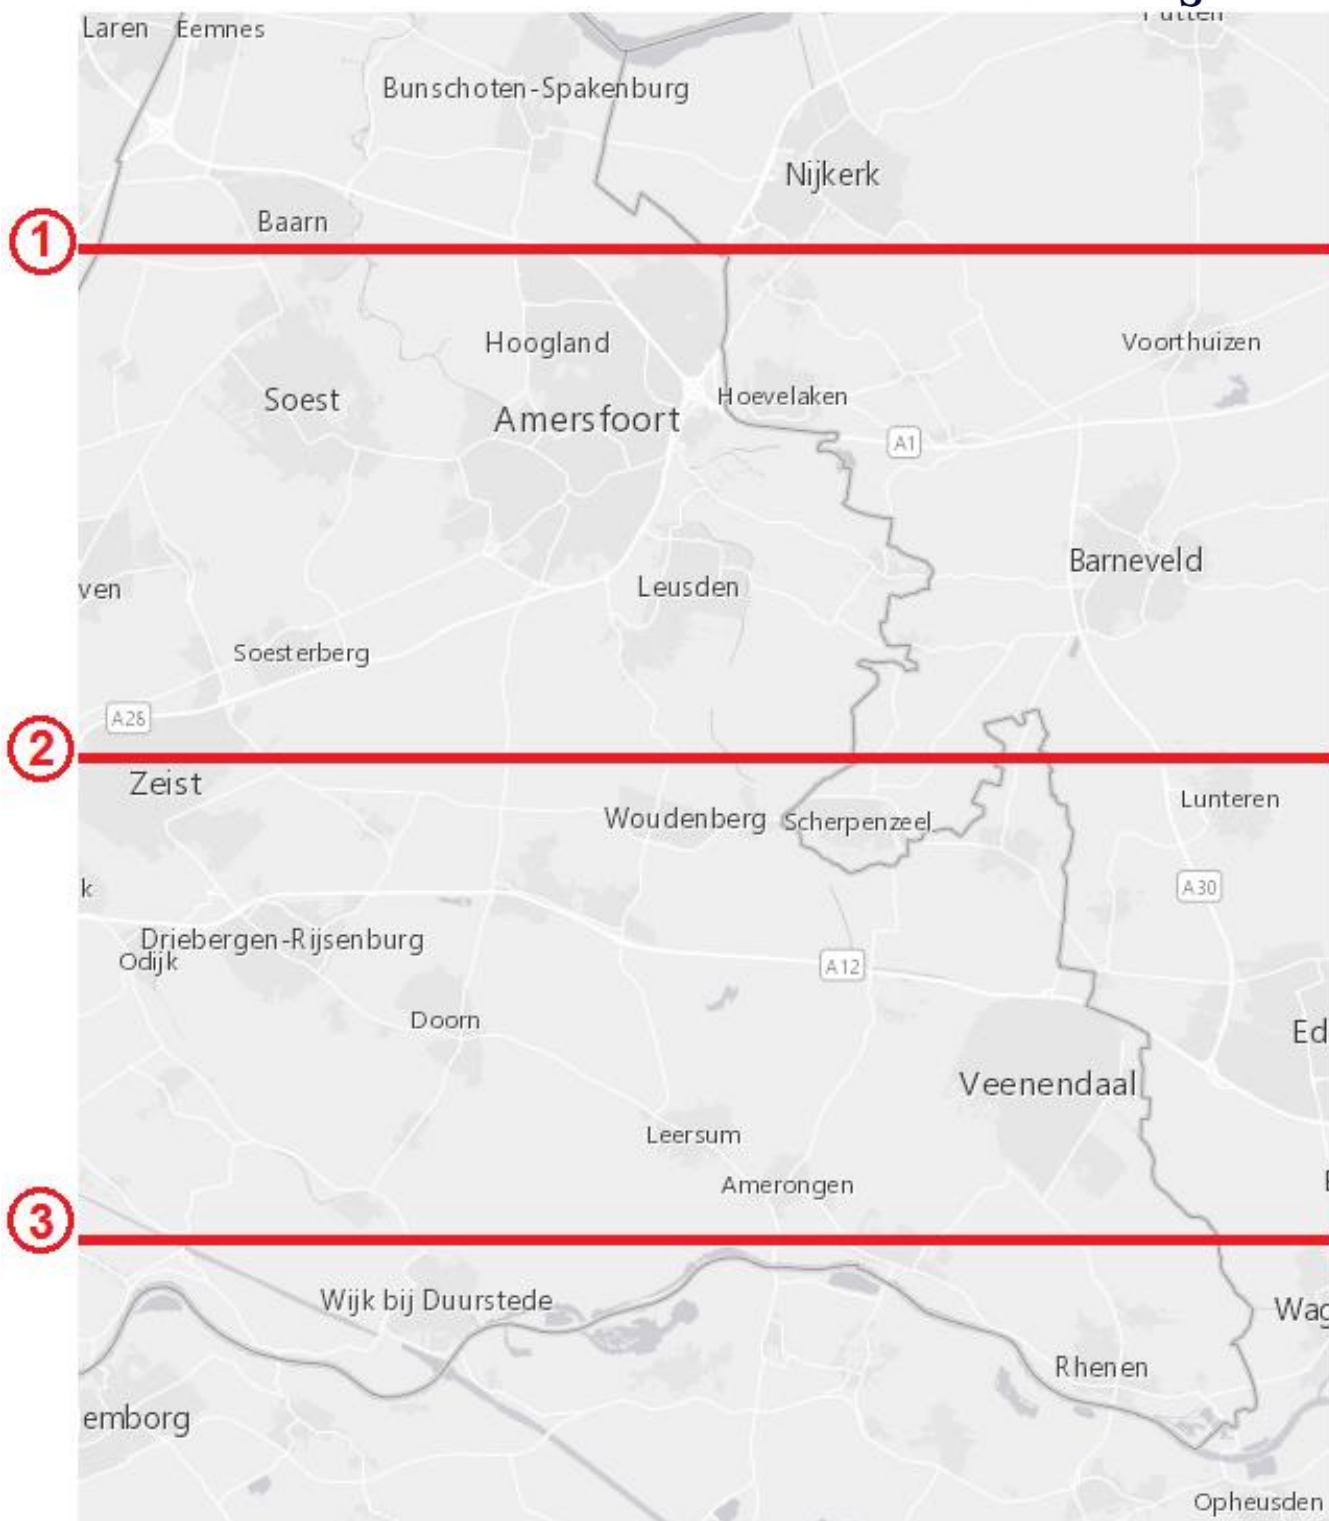 Laren
Eemnes
Putten
Bunschoten-Spakenburg
Nijkerk
Baarn
1
Hoogland
Voorthuizen
Soest
Hoevelaken
Amersfoort
A1
Barneveld
ven
Leusden
Soesterberg
A28
2
Zeist
Lunteren
Woudenberg
Scherpenzeel
k
A30
Driebergen-Rijsenburg
Odijk
A12
Doorn
Ed
Veenendaal
Leersum
Amerongen
3
Wijk bij Duurstede
Wag
Rhenen
emborg
Opheusden